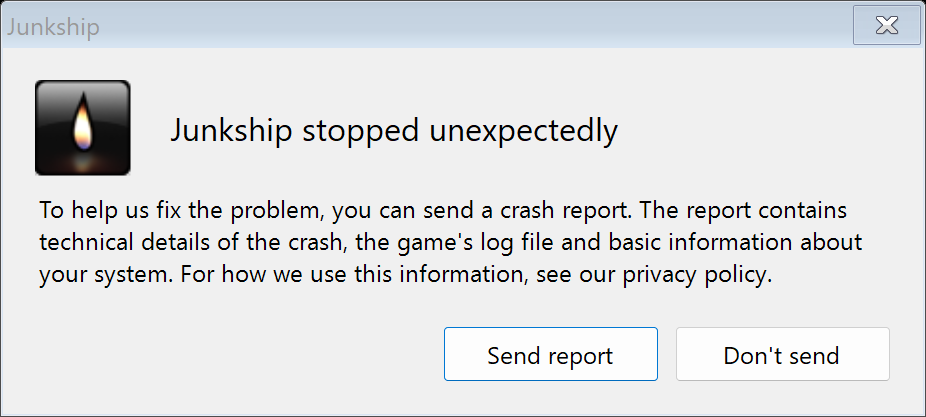 Junkship
Junkship stopped unexpectedly
To help us fix the problem, you can send a crash report. The report contains
technical details of the crash, the game's log file and basic information about
your system. For how we use this information, see our privacy policy.
Send report
Don't send